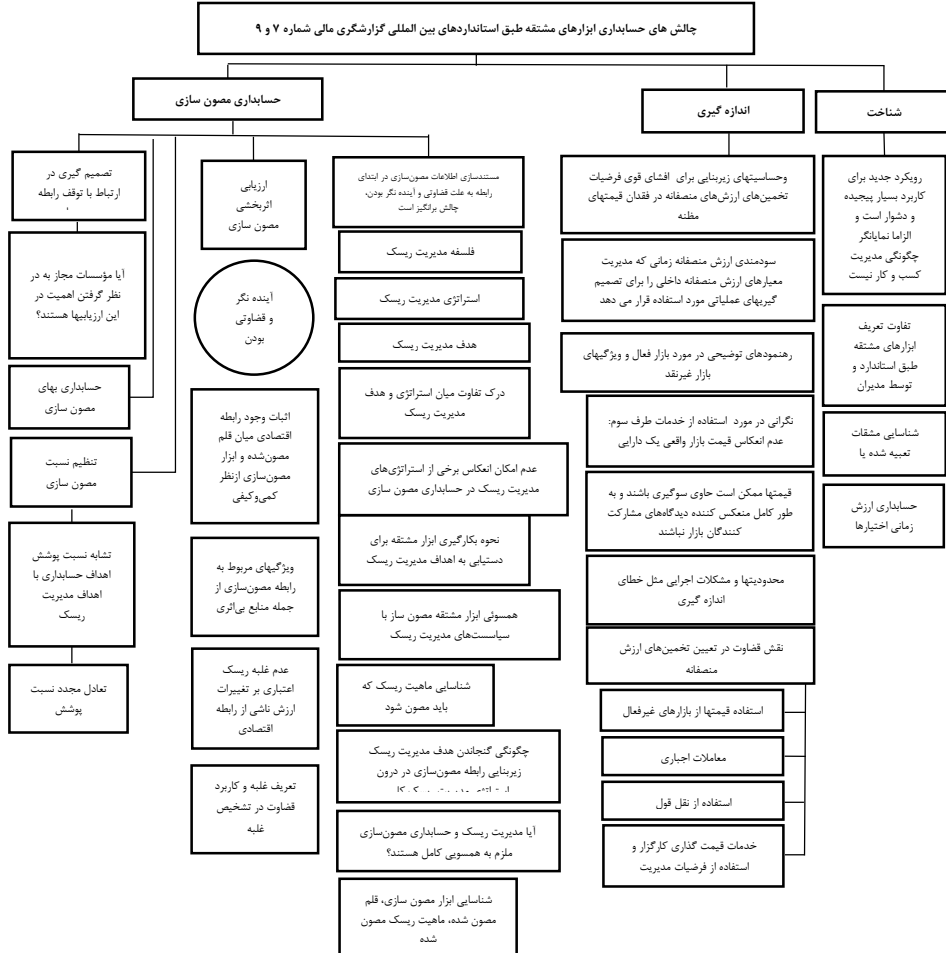 چالش های حسابداری ابزارهای مشتقه طبق استانداردهای بین المللی گزارشگری مالی شماره ۷ و ۹
شناخت
رویکرد جدید برای
کاربرد بسیار پیچیده
و دشوار است و
الزاما نمایانگر
چگونگی مدیریت
کسب و کار نیست
تفاوت تعریف
ابزارهای مشتقه
طبق استاندارد و
توسط مدیران
شناسایی مشقات
تعبیه شده یا
حسابداری ارزش
زمانی اختیارها
اندازه گیری
وحساسیتهای زیربنایی برای افشای قوی فرضیات
تخمین‌های ارزش‌های منصفانه در فقدان قیمتهای
مظنه
سودمندی ارزش منصفانه زمانی که مدیریت
معیارهای ارزش منصفانه داخلی را برای تصمیم
گیریهای عملیاتی مورد استفاده قرار می دهد
رهنمودهای توضیحی در مورد بازار فعال و ویژگیهای
بازار غیرنقد
نگرانی در مورد استفاده از خدمات طرف سوم:
عدم انعکاس قیمت بازار واقعی یک دارایی
قیمتها ممکن است حاوی سوگیری باشند و به
طور کامل منعکس کننده دیدگاه‌های مشارکت
کنندگان بازار نباشند
محدودیتها و مشکلات اجرایی مثل خطای
اندازه گیری
نقش قضاوت در تعیین تخمین‌های ارزش
منصفانه
استفاده قیمتها از بازارهای غیرفعال
معاملات اجباری
استفاده از نقل قول
خدمات قیمت گذاری کارگزار و
استفاده از فرضیات مدیریت
حسابداری مصون سازی
مستندسازی اطلاعات مصون‌سازی در ابتدای
رابطه به علت قضاوتی و آینده نگر بودن،
چالش برانگیز است
فلسفه مدیریت ریسک
استراتژی مدیریت ریسک
هدف مدیریت ریسک
درک تفاوت میان استراتژی و هدف
مدیریت ریسک
عدم امکان انعکاس برخی از استراتژی‌های
مدیریت ریسک در حسابداری مصون سازی
نحوه بکارگیری ابزار مشتقه برای
دستیابی به اهداف مدیریت ریسک
همسوئی ابزار مشتقه مصون ساز با
سیاسست‌های مدیریت ریسک
شناسایی ماهیت ریسک که
باید مصون شود
چگونگی گنجاندن هدف مدیریت ریسک
زیربنایی رابطه مصون‌سازی در درون
استراتژی مدیریت ریسک
آیا مدیریت ریسک و حسابداری مصون‌سازی
ملزم به همسویی کامل هستند؟
شناسایی ابزار مصون سازی، قلم
مصون شده، ماهیت ریسک مصون
شده
ارزیابی
اثربخشی
مصون سازی
آینده نگر
و قضاوتی
بودن
اثبات وجود رابطه
اقتصادی میان قلم
مصون‌شده و ابزار
مصون‌سازی ازنظر
کمی‌وکیفی
ویژگیهای مربوط به
رابطه مصون‌سازی از
جمله منابع بی‌اثری
عدم غلبه ریسک
اعتباری بر تغییرات
ارزش ناشی از رابطه
اقتصادی
تعریف غلبه و کاربرد
قضاوت در تشخیص
غلبه
تصمیم گیری در
ارتباط با توقف رابطه
آیا مؤسسات مجاز به در
نظر گرفتن اهمیت در
این ارزیابیها هستند؟
حسابداری بهای
مصون سازی
تنظیم نسبت
مصون سازی
تشابه نسبت پوشش
اهداف حسابداری با
اهداف مدیریت
ریسک
تعادل مجدد نسبت
پوشش